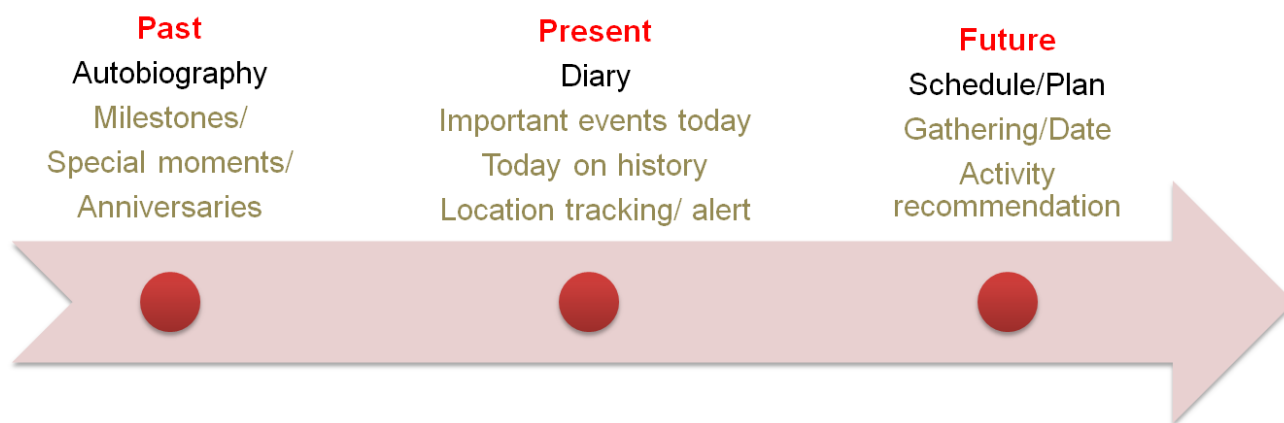 Past
Autobiography
Milestones/
Special moments/
Anniversaries
Present
Diary
Important events today
Today on history
Location tracking/ alert
Future
Schedule/Plan
Gathering/Date
Activity
recommendation